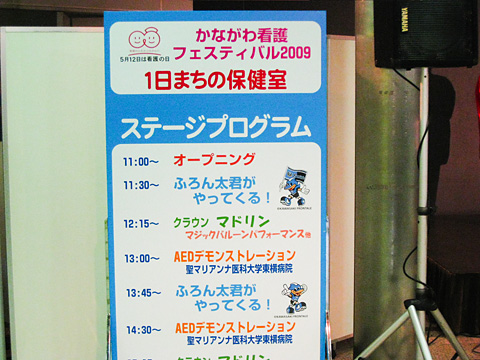 かながわ看護
フェスティバル2009
5月12日は看護の日
1日まちの保健室
ステージプログラム
11:00～ オープニング
11:30～ ふろん太君が
やってくる！
12:15～ クラウン マドリン
マジックバルーンパフォーマンス他
13:00～ AEDデモンストレーション
聖マリアンナ医科大学東横病院
13:45～ ふろん太君が
やってくる！
14:30～ AEDデモンストレーション
聖マリアンナ医科大学東横病院
クラウン マドリン
YAMAHA